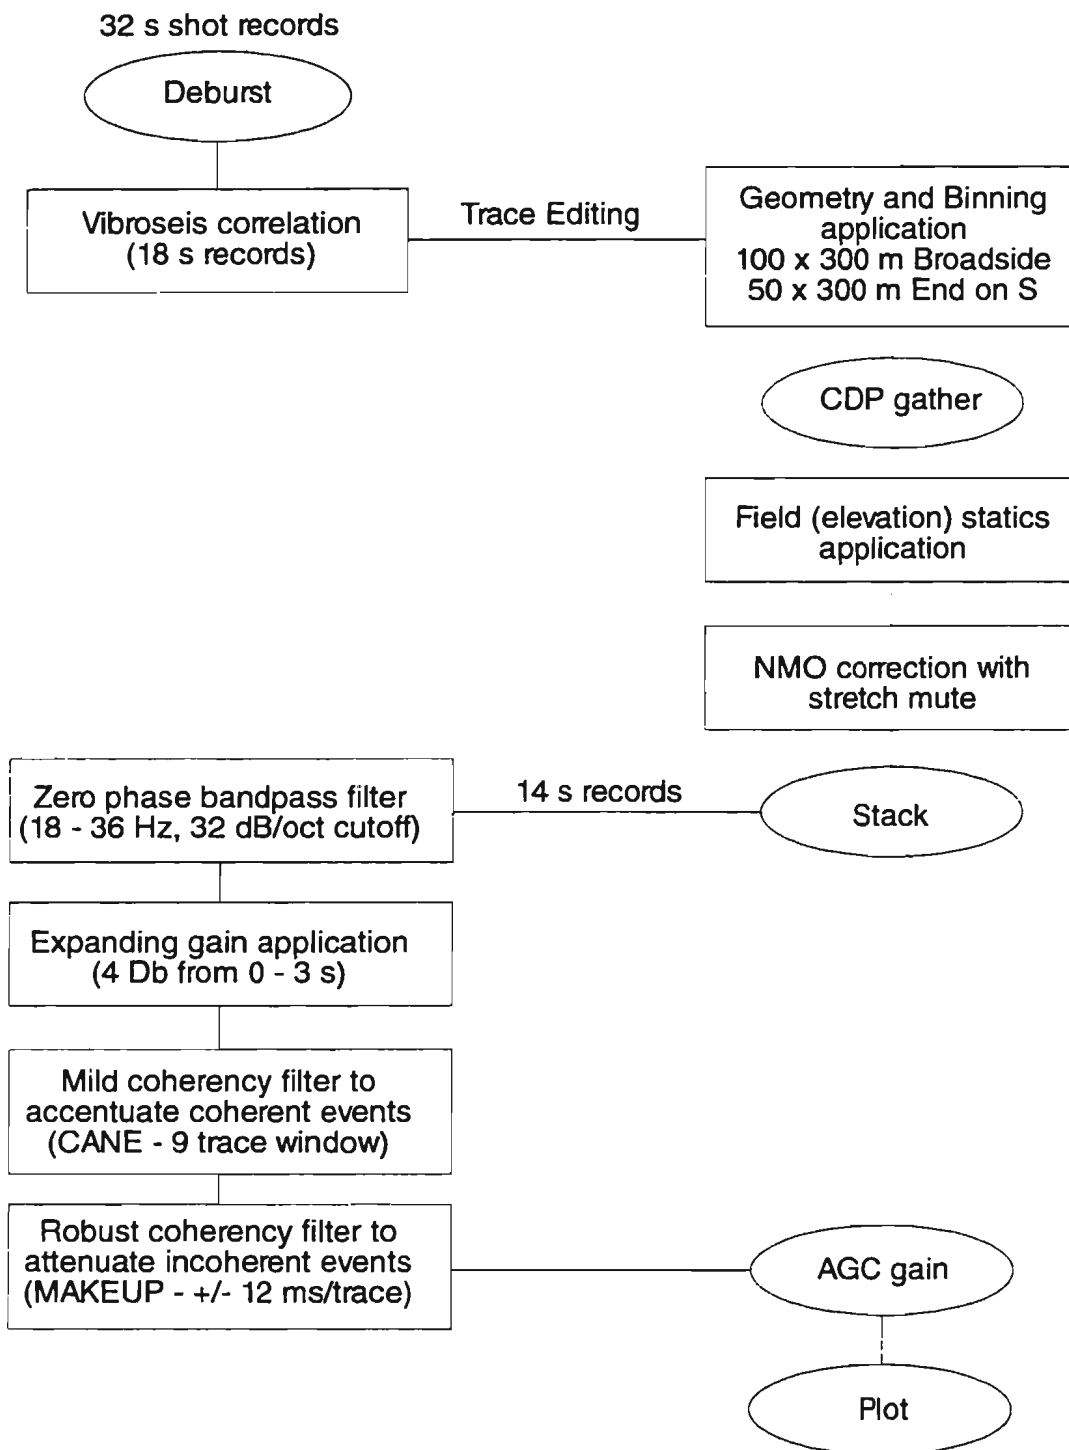 32 s shot records
Deburst
Vibroseis correlation
(18 s records)
Trace Editing
Geometry and Binning
application
100 x 300 m Broadside
50 x 300 m End on S
CDP gather
Field (elevation) statics
application
NMO correction with
stretch mute
Stack
14 s records
Zero phase bandpass filter
(18 - 36 Hz, 32 dB/oct cutoff)
Expanding gain application
(4 Db from 0 - 3 s)
Mild coherency filter to
accentuate coherent events
(CANE - 9 trace window)
Robust coherency filter to
attenuate incoherent events
(MAKEUP - +/- 12 ms/trace)
AGC gain
Plot